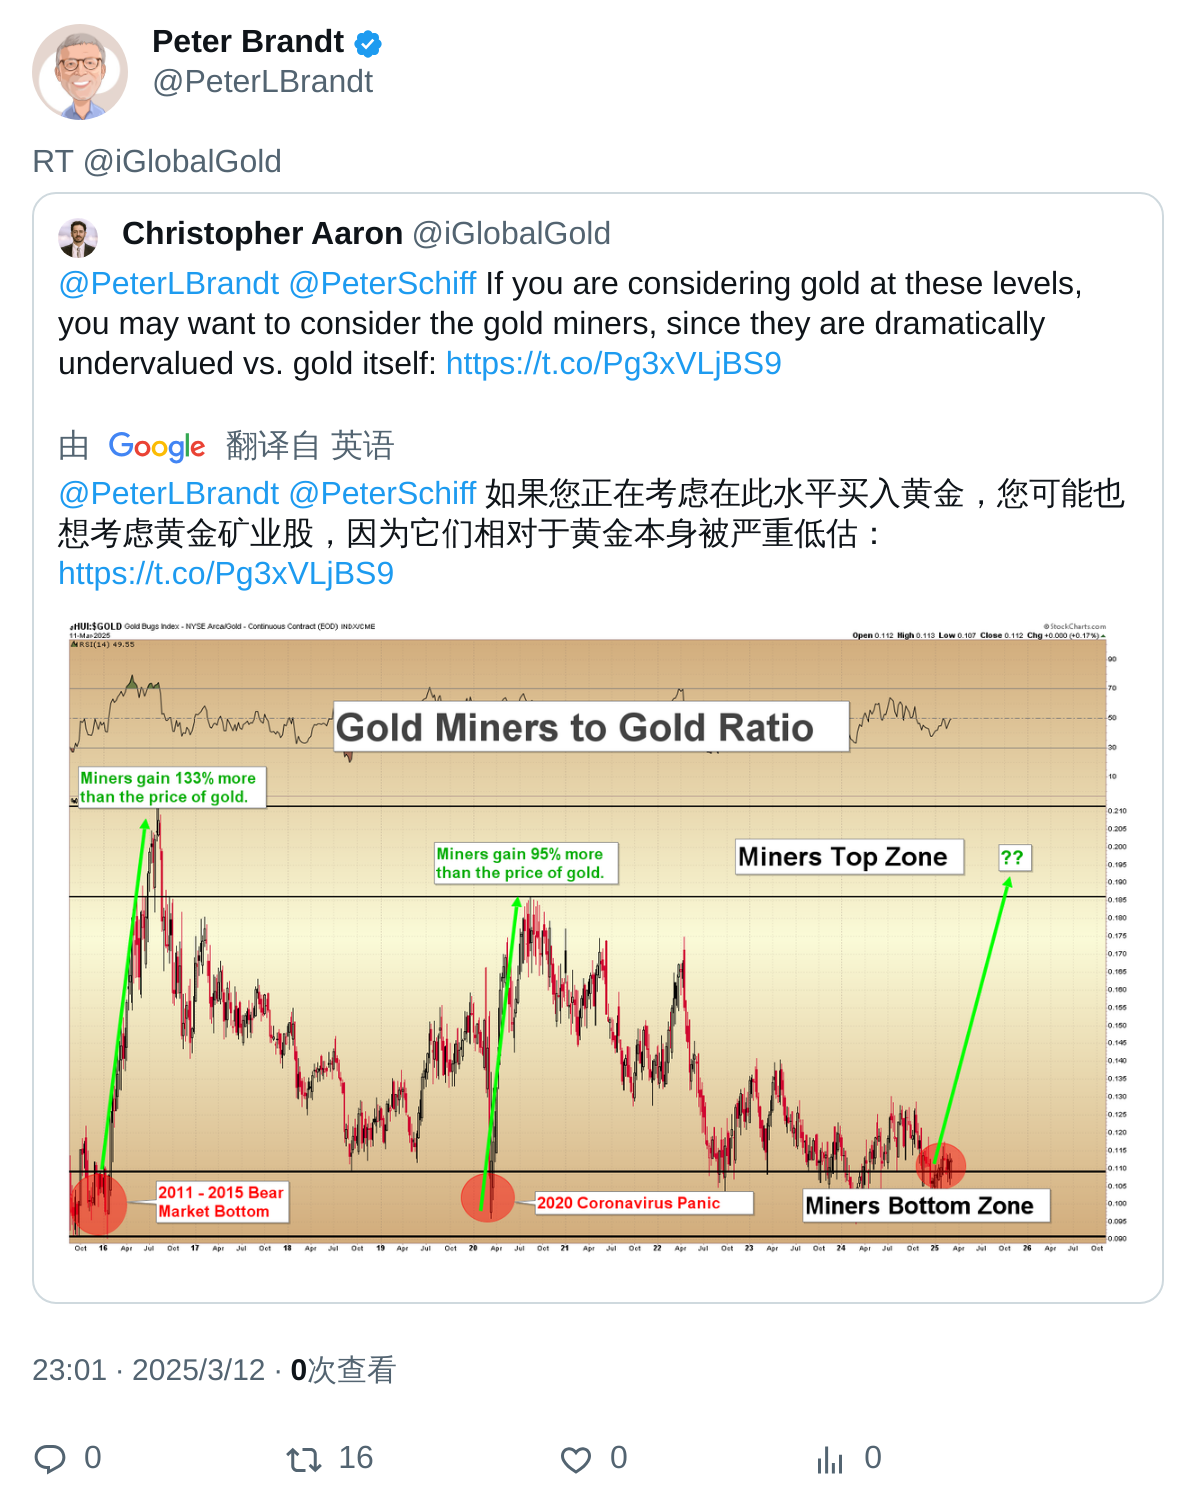 Peter Brandt
@PeterLBrandt
RT @iGlobalGold
Christopher Aaron @iGlobalGold
@PeterLBrandt @PeterSchiff If you are considering gold at these levels,
you may want to consider the gold miners, since they are dramatically
undervalued vs. gold itself: https://t.co/Pg3xVLjBS9
由 Google 翻译自 英语
@PeterLBrandt @PeterSchiff 如果您正在考虑在此水平买入黄金，您可能也
想考虑黄金矿业股，因为它们相对于黄金本身被严重低估：
https://t.co/Pg3xVLjBS9
HUI:$GOLD Gold Bugs Index - NYSE Arca/Gold - Continuous Contract (EOD) INDX/CME
© StockCharts.com
11-Mar-2025
Open 0.112 High 0.113 Low 0.107 Close 0.112 Chg +0.000 (+0.17%)
RSI(14) 49.55
90
70
50
30
10
Gold Miners to Gold Ratio
Miners gain 133% more
than the price of gold.
Miners gain 95% more
than the price of gold.
Miners Top Zone
??
0.210
0.205
0.200
0.195
0.190
0.185
0.180
0.175
0.170
0.165
0.160
0.155
0.150
0.145
0.140
0.135
0.130
0.125
0.120
0.115
0.110
0.105
0.100
0.095
0.090
2011 - 2015 Bear
Market Bottom
2020 Coronavirus Panic
Miners Bottom Zone
Oct 16 Apr Jul Oct 17 Apr Jul Oct 18 Apr Jul Oct 19 Apr Jul Oct 20 Apr Jul Oct 21 Apr Jul Oct 22 Apr Jul Oct 23 Apr Jul Oct 24 Apr Jul Oct 25 Apr Jul Oct 26 Apr Jul Oct
23:01 · 2025/3/12 · 0次查看
0 16 0 0